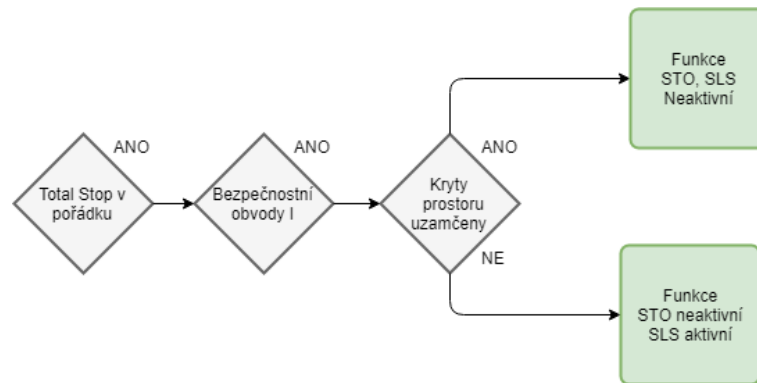 ANO
Total Stop v
pořádku
ANO
Bezpečnostní
obvody I
ANO
Kryty
prostoru
uzamčeny
NE
Funkce
STO, SLS
Neaktivní
Funkce
STO neaktivní
SLS aktivní